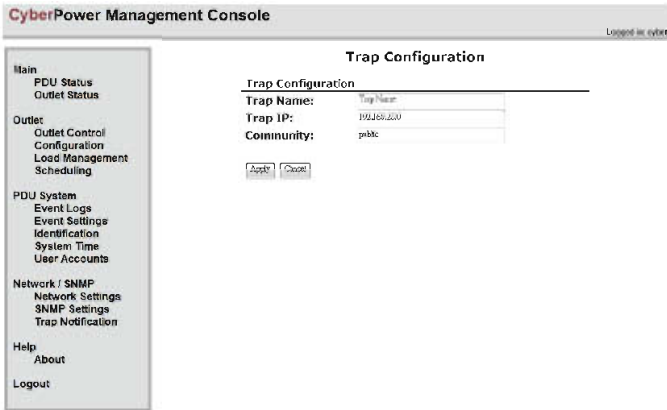 CyberPower Management Console
Logged in: cyber
Main
PDU Status
Outlet Status
Outlet
Outlet Control
Configuration
Load Management
Scheduling
PDU System
Event Logs
Event Settings
Identification
System Time
User Accounts
Network / SNMP
Network Settings
SNMP Settings
Trap Notification
Help
About
Logout
Trap Configuration
Trap Configuration
Trap Name: Trap Name
Trap IP:
Community: public
Apply Cancel